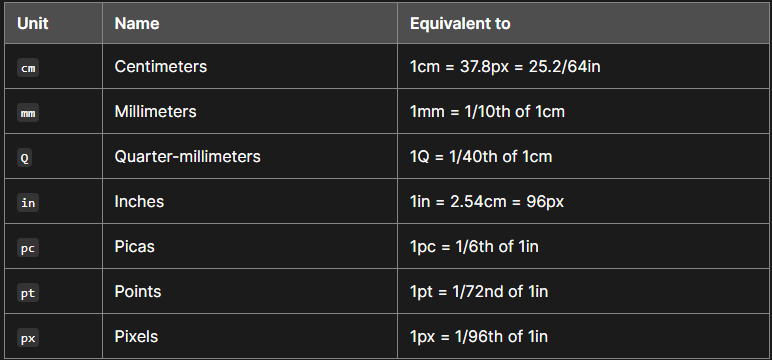 Unit Name Equivalent to
cm Centimeters 1cm = 37.8px = 25.2/64in
mm Millimeters 1mm = 1/10th of 1cm
Q Quarter-millimeters 1Q = 1/40th of 1cm
in Inches 1in = 2.54cm = 96px
pc Picas 1pc = 1/6th of 1in
pt Points 1pt = 1/72nd of 1in
px Pixels 1px = 1/96th of 1in